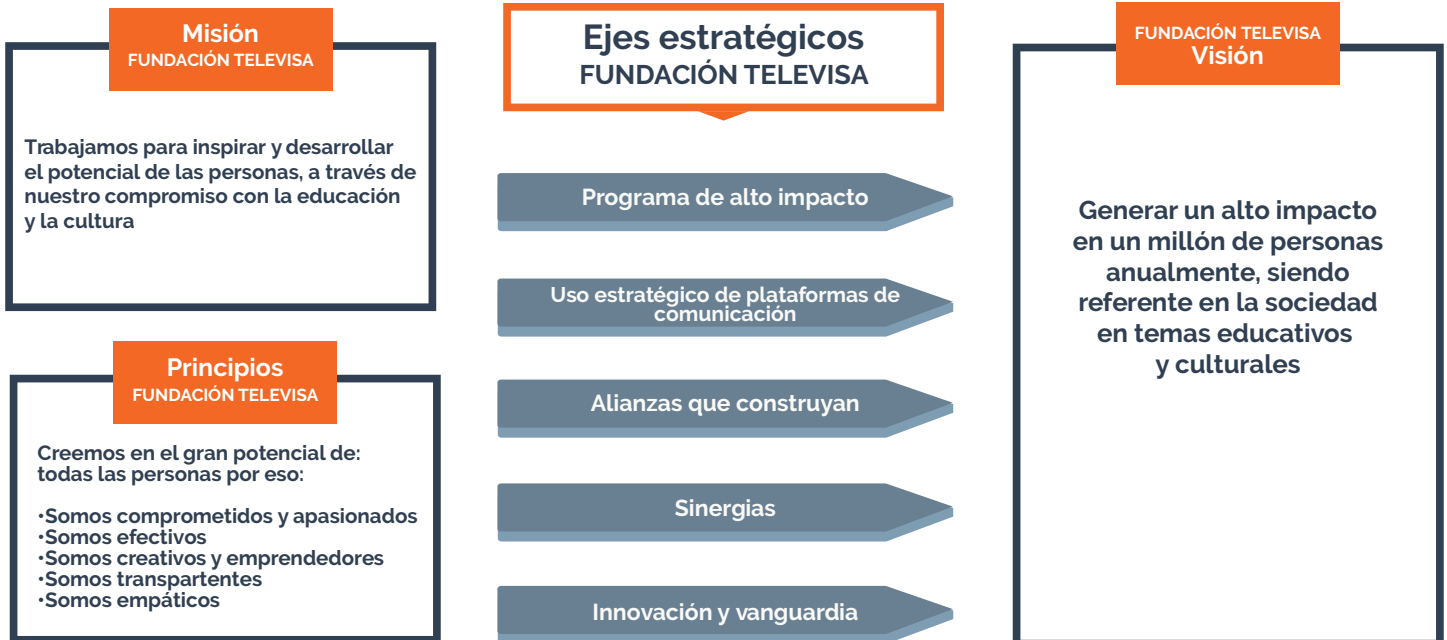 Misión
FUNDACIÓN TELEVISA
Trabajamos para inspirar y desarrollar
el potencial de las personas, a través de
nuestro compromiso con la educación
y la cultura
Principios
FUNDACIÓN TELEVISA
Creemos en el gran potencial de:
todas las personas por eso:
•Somos comprometidos y apasionados
•Somos efectivos
•Somos creativos y emprendedores
•Somos transpartentes
•Somos empáticos
Ejes estratégicos
FUNDACIÓN TELEVISA
Programa de alto impacto
Uso estratégico de plataformas de
comunicación
Alianzas que construyan
Sinergias
Innovación y vanguardia
FUNDACIÓN TELEVISA
Visión
Generar un alto impacto
en un millón de personas
anualmente, siendo
referente en la sociedad
en temas educativos
y culturales